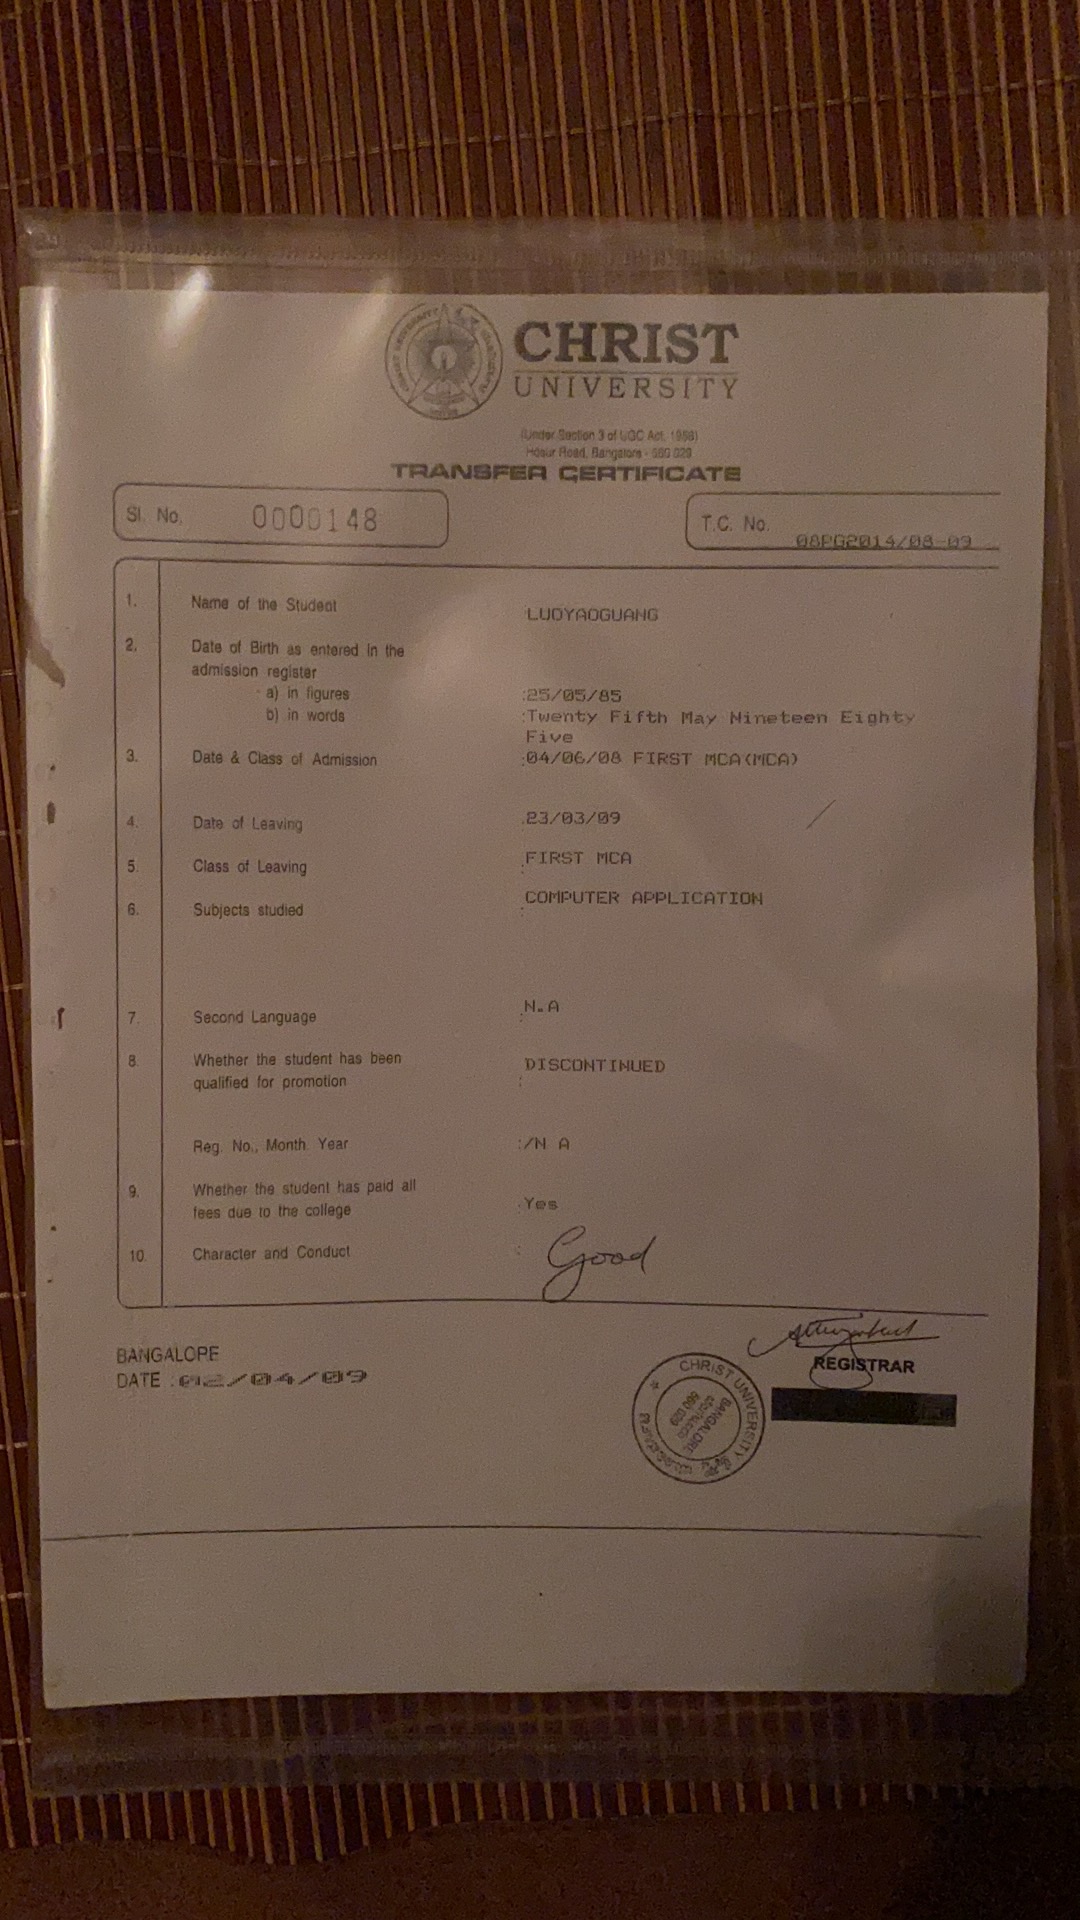 CHRIST
UNIVERSITY
(Under Section 3 of UGC Act, 1956)
Hosur Road, Bangalore - 560 029
TRANSFER CERTIFICATE
Sl. No. 0000148
T.C. No. 08PG2014/08-09
1. Name of the Student LUOYAOGUANG
2. Date of Birth as entered in the
admission register
a) in figures :25/05/85
b) in words :Twenty Fifth May Nineteen Eighty
Five
3. Date & Class of Admission :04/06/08 FIRST MCA(MCA)
4. Date of Leaving 23/03/09
5. Class of Leaving : FIRST MCA
6. Subjects studied : COMPUTER APPLICATION
7. Second Language : N.A
8. Whether the student has been DISCONTINUED
qualified for promotion :
Reg. No., Month Year :/N A
9. Whether the student has paid all
fees due to the college :Yes
10. Character and Conduct : Good
BANGALORE
DATE :02/04/09
REGISTRAR
CHRIST UNIVERSITY
BANGALORE
560 029